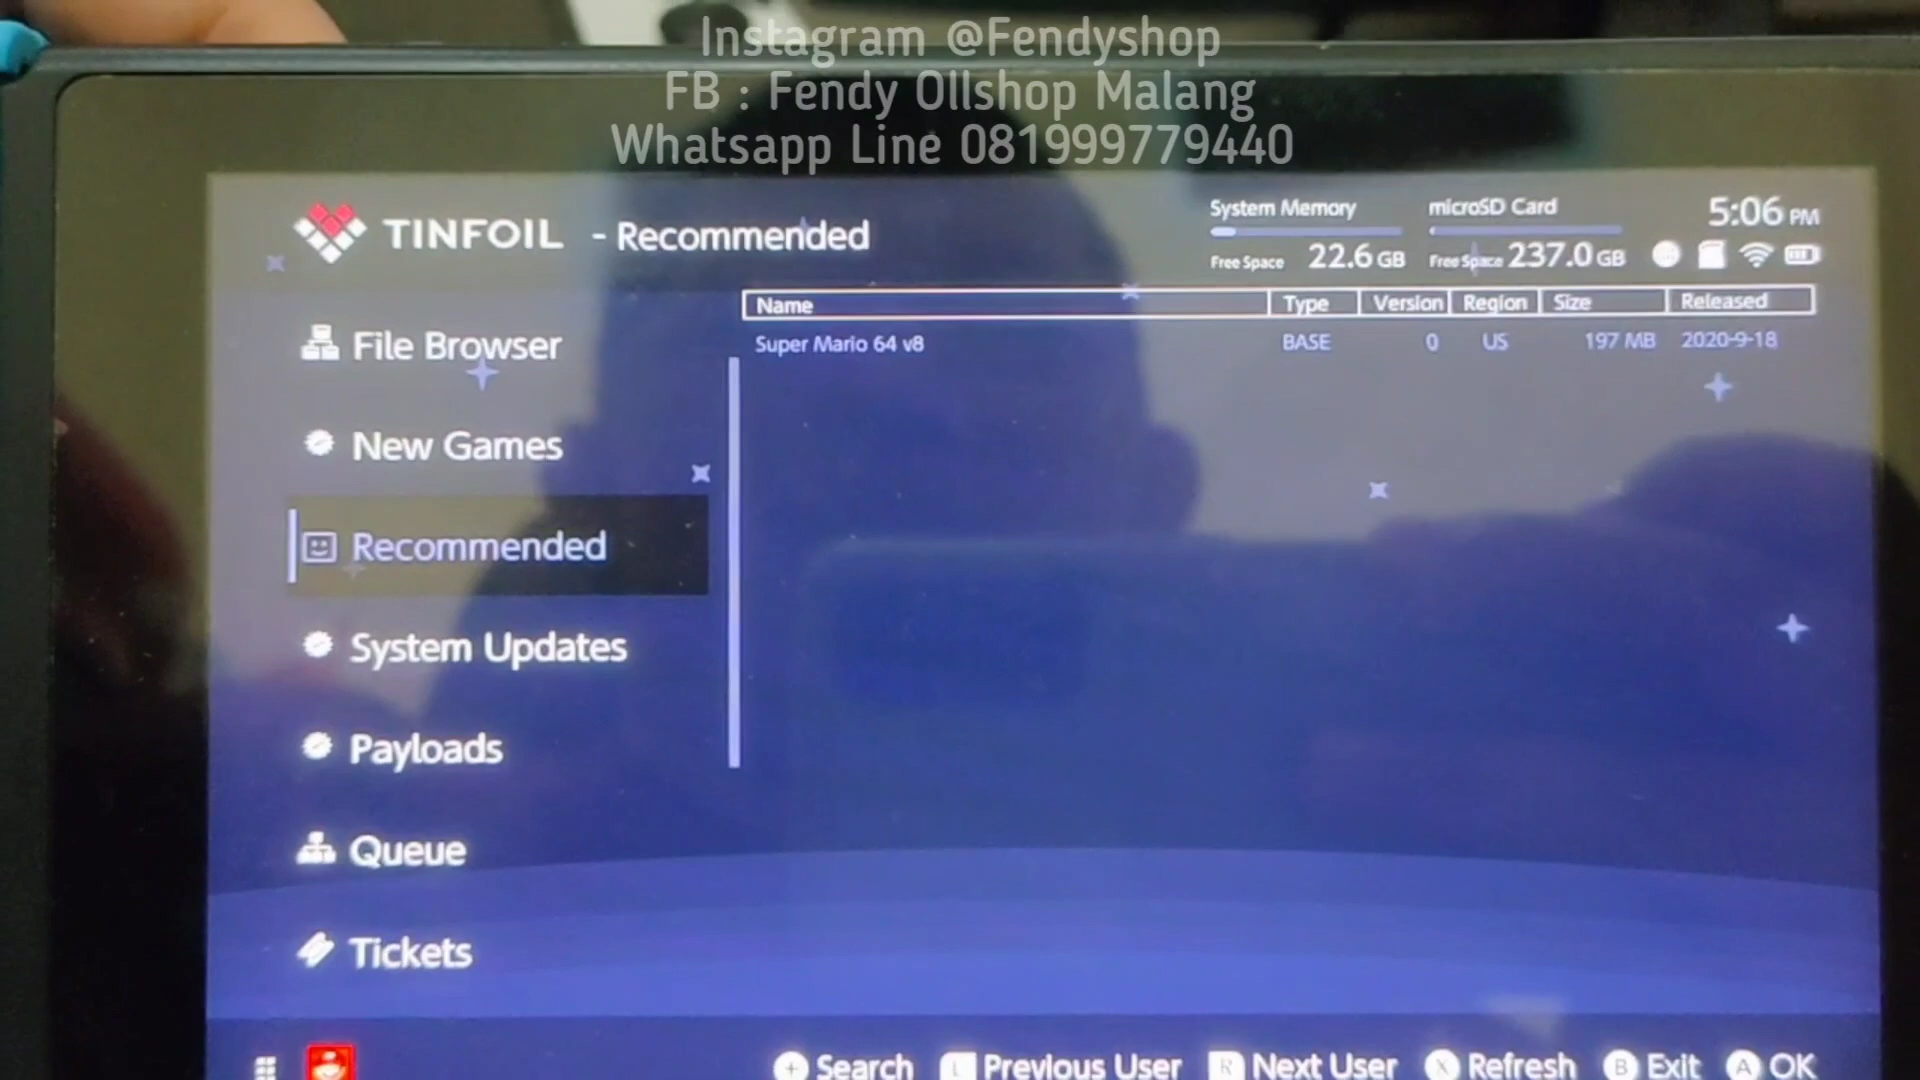 Instagram @Fendyshop
FB : Fendy Ollshop Malang
Whatsapp Line 081999779440
TINFOIL - Recommended
System Memory
Free Space 22.6 GB
microSD Card
Free Space 237.0 GB
5:06 PM
File Browser
New Games
Recommended
System Updates
Payloads
Queue
Tickets
Name Type Version Region Size Released
Super Mario 64 v8 BASE 0 US 197 MB 2020-9-18
+ Search L Previous User R Next User X Refresh B Exit A OK